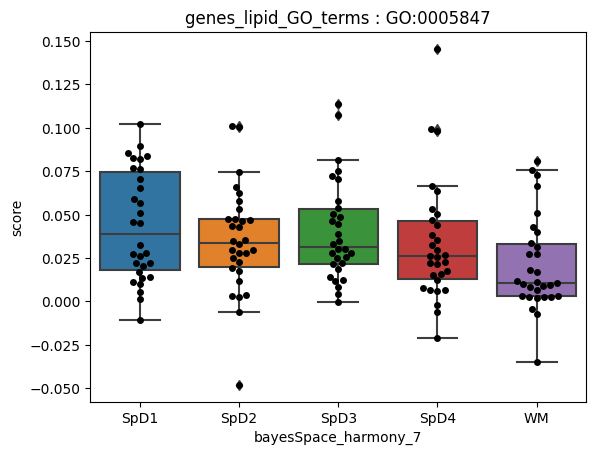 genes_lipid_GO_terms : GO:0005847
0.150
0.125
0.100
0.075
0.050
0.025
0.000
−0.025
−0.050
score
SpD1 SpD2 SpD3 SpD4 WM
bayesSpace_harmony_7